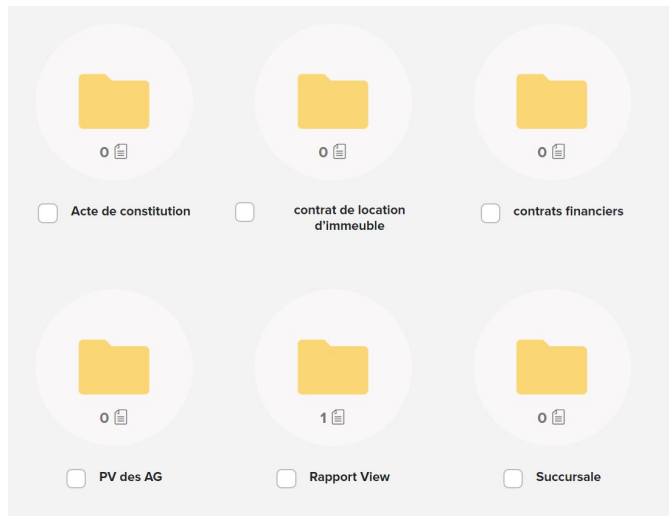 0
0
0
Acte de constitution
contrat de location
d'immeuble
contrats financiers
0
1
0
PV des AG
Rapport View
Succursale